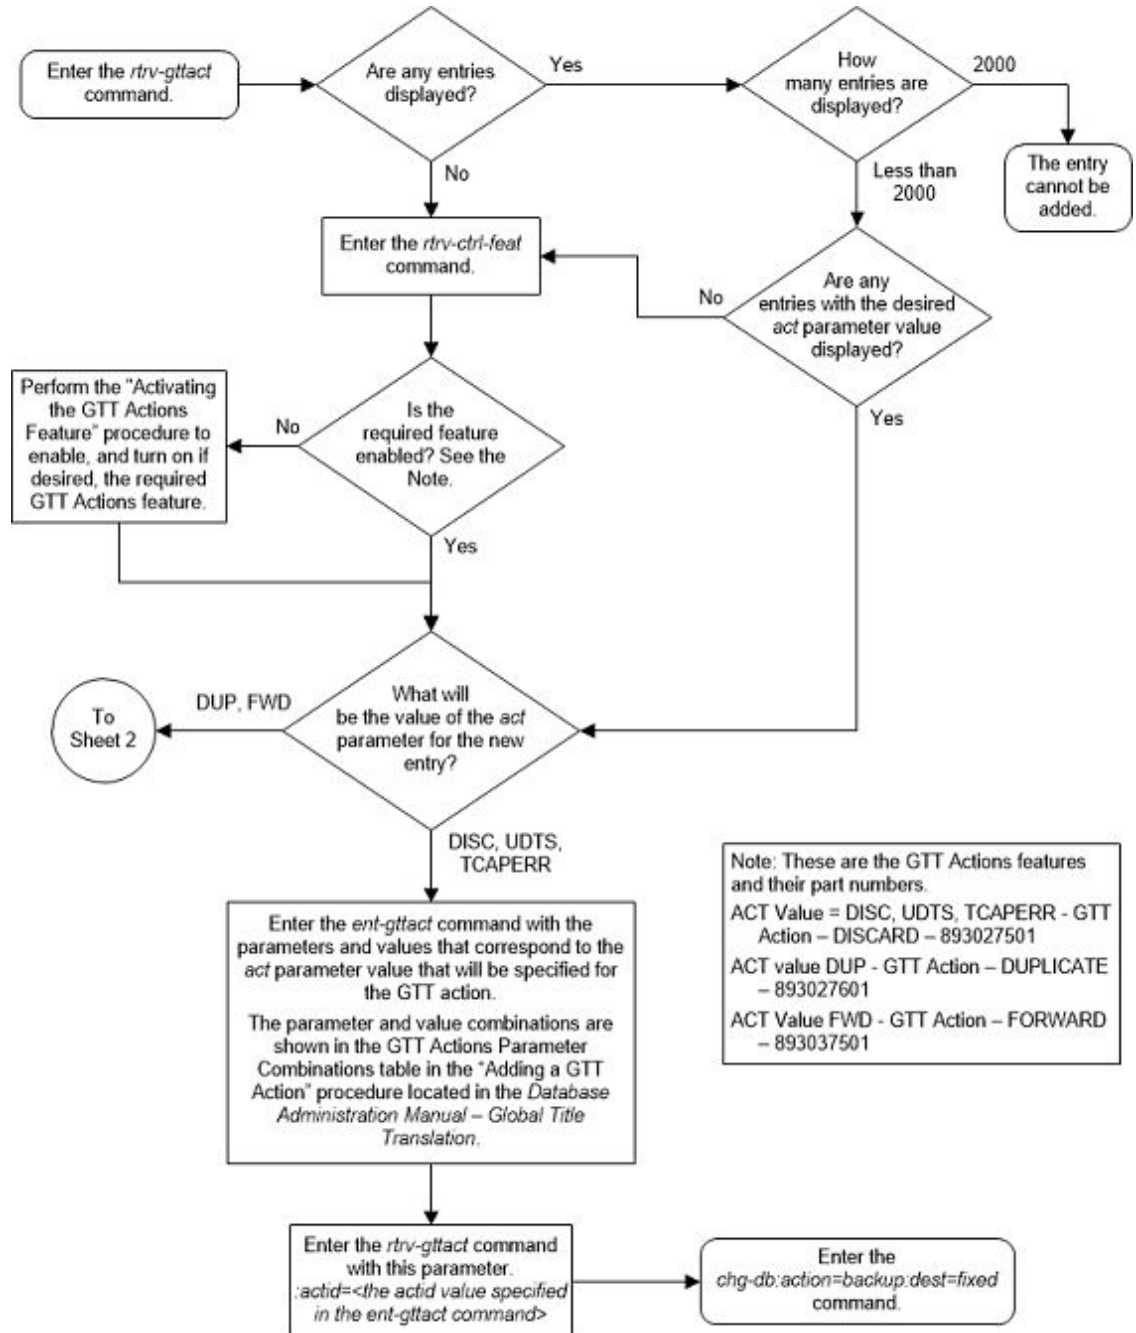 Enter the rtrv-gttact
command.
Are any entries
displayed?
Yes
How
many entries are
displayed?
2000
The entry
cannot be
added.
No
Less than
2000
Enter the rtrv-ctrl-feat
command.
Are any
entries with the desired
act parameter value
displayed?
No
Yes
Perform the "Activating
the GTT Actions
Feature" procedure to
enable, and turn on if
desired, the required
GTT Actions feature.
No
Is the
required feature
enabled? See the
Note.
Yes
To
Sheet 2
DUP, FWD
What will
be the value of the act
parameter for the new
entry?
DISC, UDTS,
TCAPERR
Note: These are the GTT Actions features
and their part numbers.
ACT Value = DISC, UDTS, TCAPERR - GTT
Action – DISCARD – 893027501
ACT value DUP - GTT Action – DUPLICATE
– 893027601
ACT Value FWD - GTT Action – FORWARD
– 893037501
Enter the ent-gttact command with the
parameters and values that correspond to the
act parameter value that will be specified for
the GTT action.
The parameter and value combinations are
shown in the GTT Actions Parameter
Combinations table in the “Adding a GTT
Action” procedure located in the Database
Administration Manual – Global Title
Translation.
Enter the rtrv-gttact command
with this parameter.
:actid=<the actid value specified
in the ent-gttact command>
Enter the
chg-db:action=backup:dest=fixed
command.